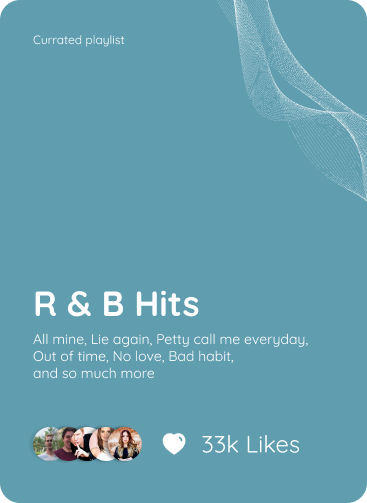 Currated playlist
R & B Hits
All mine, Lie again, Petty call me everyday,
Out of time, No love, Bad habit,
and so much more
33k Likes